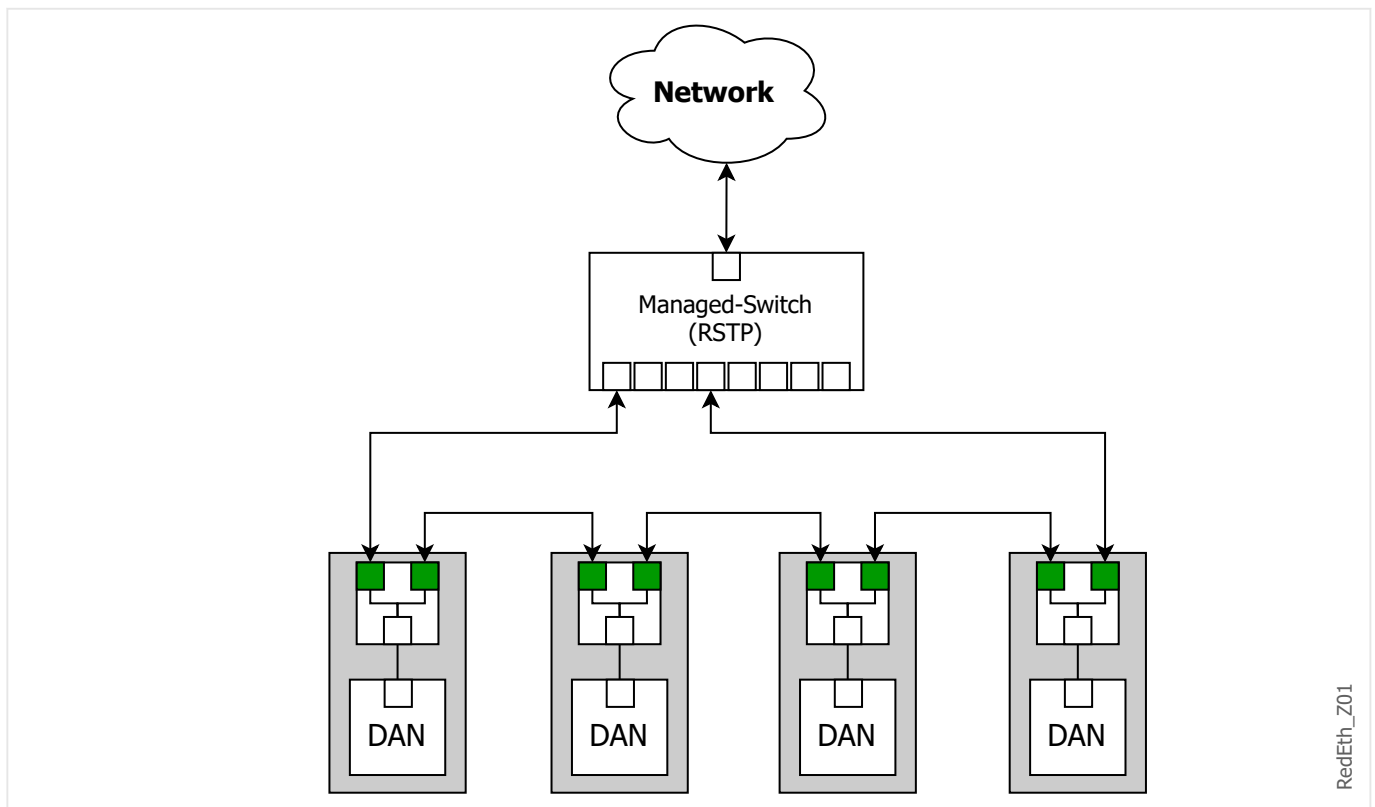 Network
Managed-Switch
(RSTP)
DAN
DAN
DAN
DAN
RedEth_Z01